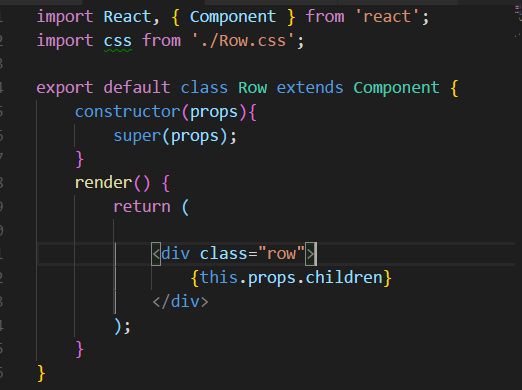 import React, { Component } from 'react';
import css from './Row.css';
export default class Row extends Component {
constructor(props){
super(props);
}
render() {
return (
<div class="row">
{this.props.children}
</div>
);
}
}